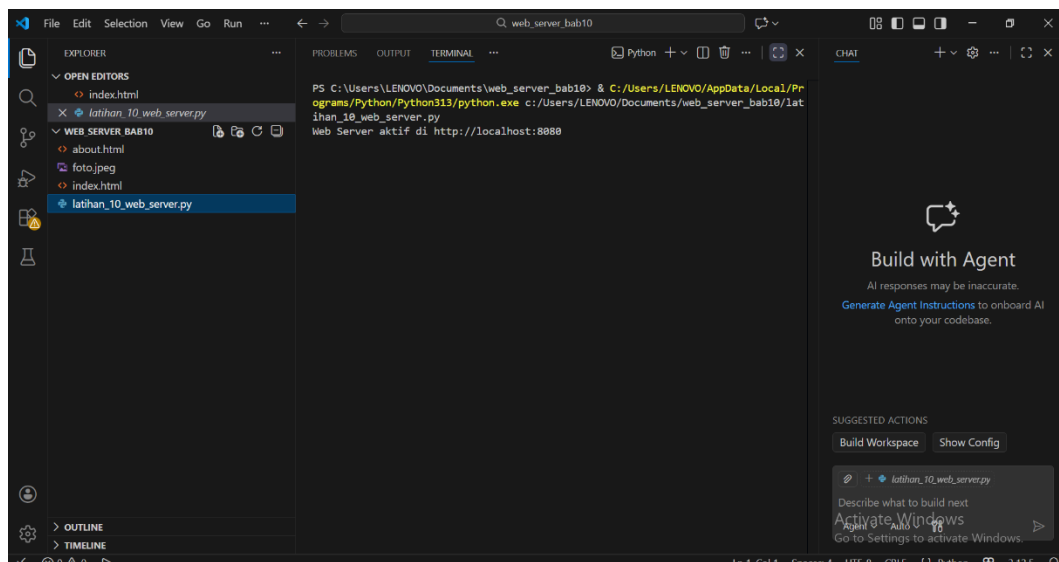 File Edit Selection View Go Run ... web_server_bab10
EXPLORER ...
OPEN EDITORS
index.html
latihan_10_web_server.py
WEB_SERVER_BAB10
about.html
foto.jpeg
index.html
latihan_10_web_server.py
OUTLINE
TIMELINE
PROBLEMS OUTPUT TERMINAL ... Python
PS C:\Users\LENOVO\Documents\web_server_bab10> & C:/Users/LENOVO/AppData/Local/Pr
ograms/Python/Python313/python.exe c:/Users/LENOVO/Documents/web_server_bab10/lat
ihan_10_web_server.py
Web Server aktif di http://localhost:8080
CHAT
Build with Agent
AI responses may be inaccurate.
Generate Agent Instructions to onboard AI
onto your codebase.
SUGGESTED ACTIONS
Build Workspace Show Config
latihan_10_web_server.py
Describe what to build next
Agent Auto
Activate Windows
Go to Settings to activate Windows.